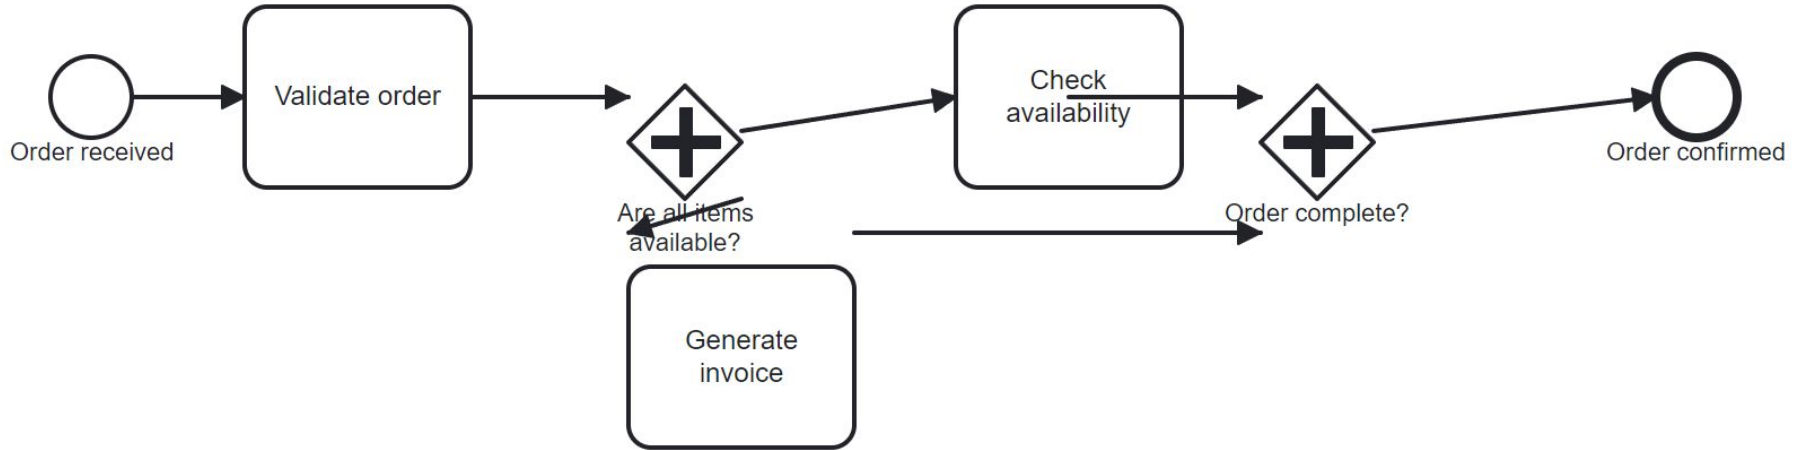 Order received
Validate order
Are all items
available?
Check
availability
Generate
invoice
Order complete?
Order confirmed